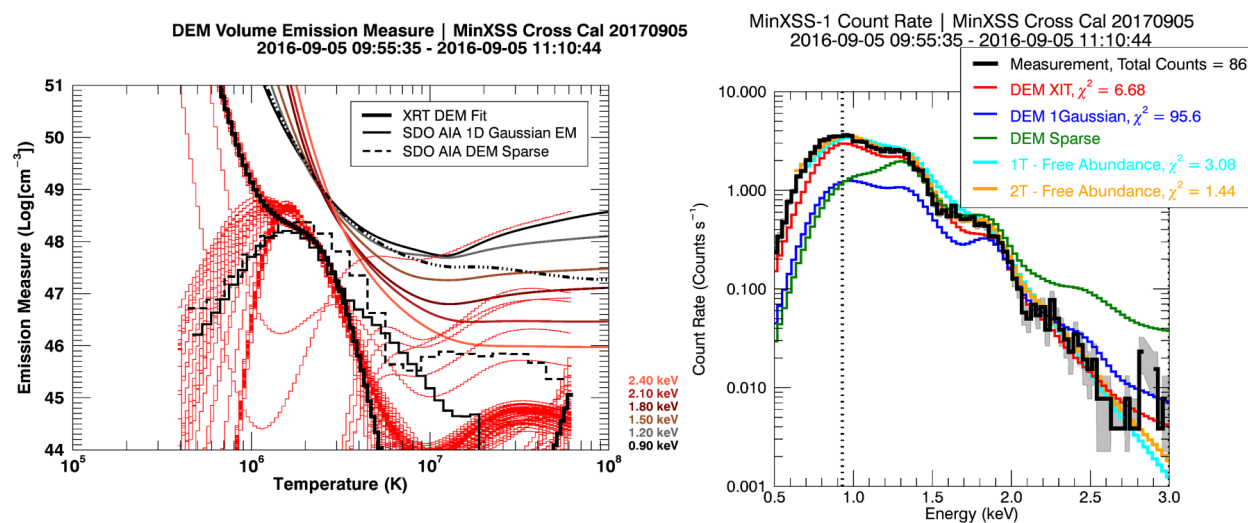 DEM Volume Emission Measure | MinXSS Cross Cal 20170905
2016-09-05 09:55:35 - 2016-09-05 11:10:44
51
50
49
48
47
46
45
44
Emission Measure (Log[cm⁻³])
XRT DEM Fit
SDO AIA 1D Gaussian EM
SDO AIA DEM Sparse
2.40 keV
2.10 keV
1.80 keV
1.50 keV
1.20 keV
0.90 keV
10⁵
10⁶
10⁷
10⁸
Temperature (K)
MinXSS-1 Count Rate | MinXSS Cross Cal 20170905
2016-09-05 09:55:35 - 2016-09-05 11:10:44
Measurement, Total Counts = 86
DEM XIT, χ² = 6.68
DEM 1Gaussian, χ² = 95.6
DEM Sparse
1T - Free Abundance, χ² = 3.08
2T - Free Abundance, χ² = 1.44
10.000
1.000
0.100
0.010
0.001
Count Rate (Counts s⁻¹)
0.5
1.0
1.5
2.0
2.5
3.0
Energy (keV)